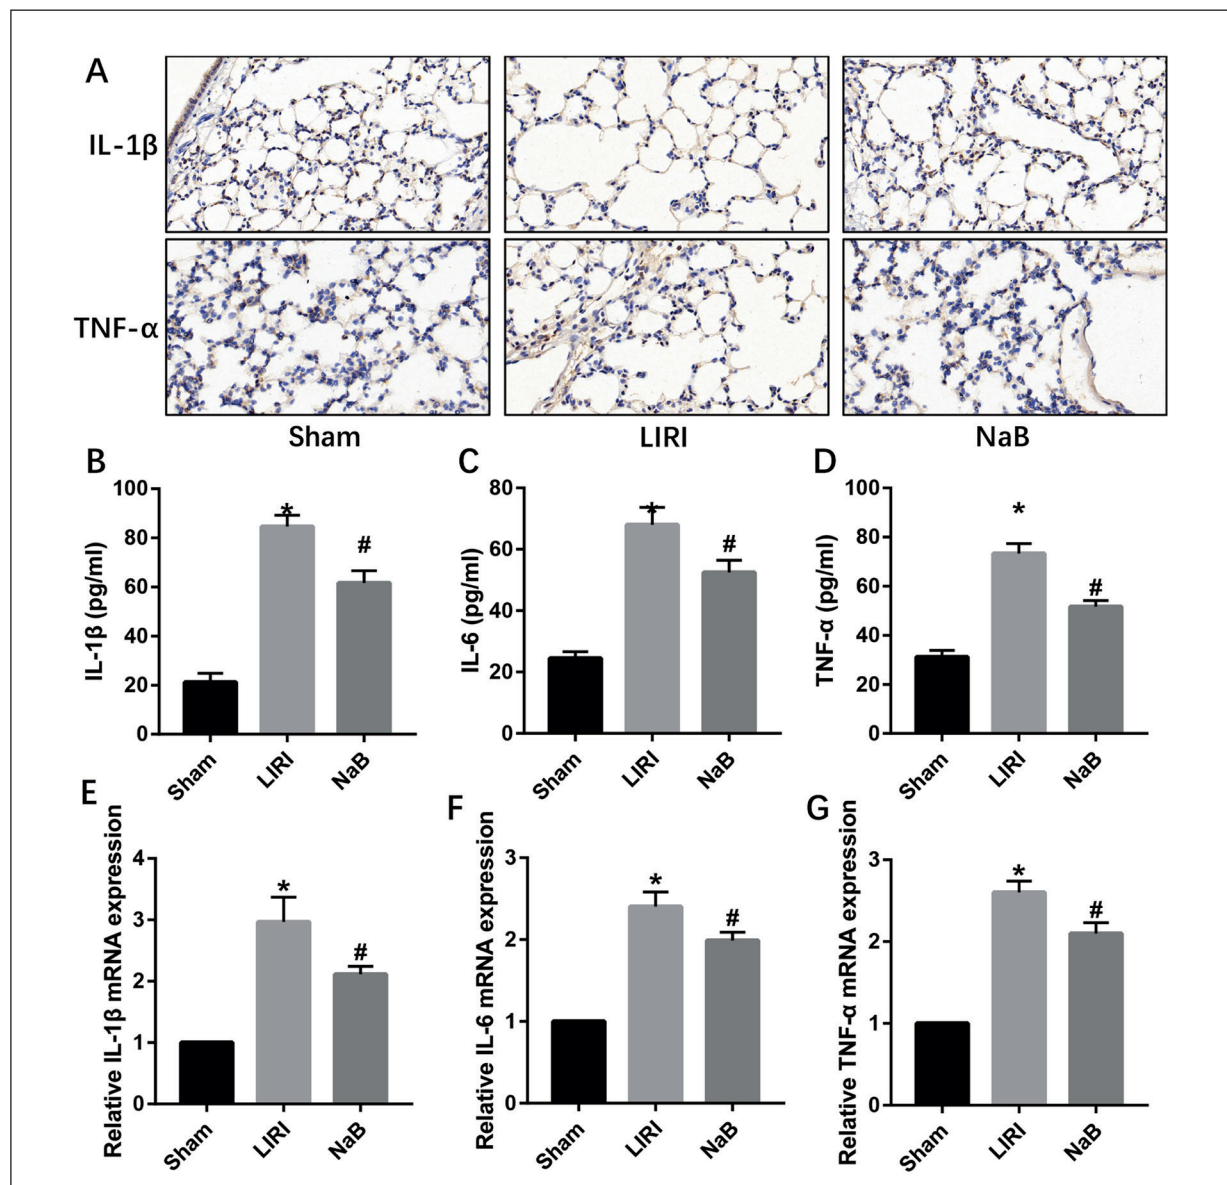 A
IL-1β
TNF-α
Sham LIRI NaB
B C D
IL-1β (pg/ml)
100
80
60
40
20
0
*
#
Sham LIRI NaB
IL-6 (pg/ml)
80
60
40
20
0
*
#
Sham LIRI NaB
TNF-α (pg/ml)
100
80
60
40
20
0
*
#
Sham LIRI NaB
E F G
Relative IL-1β mRNA expression
4
3
2
1
0
*
#
Sham LIRI NaB
Relative IL-6 mRNA expression
3
2
1
0
*
#
Sham LIRI NaB
Relative TNF-α mRNA expression
3
2
1
0
*
#
Sham LIRI NaB